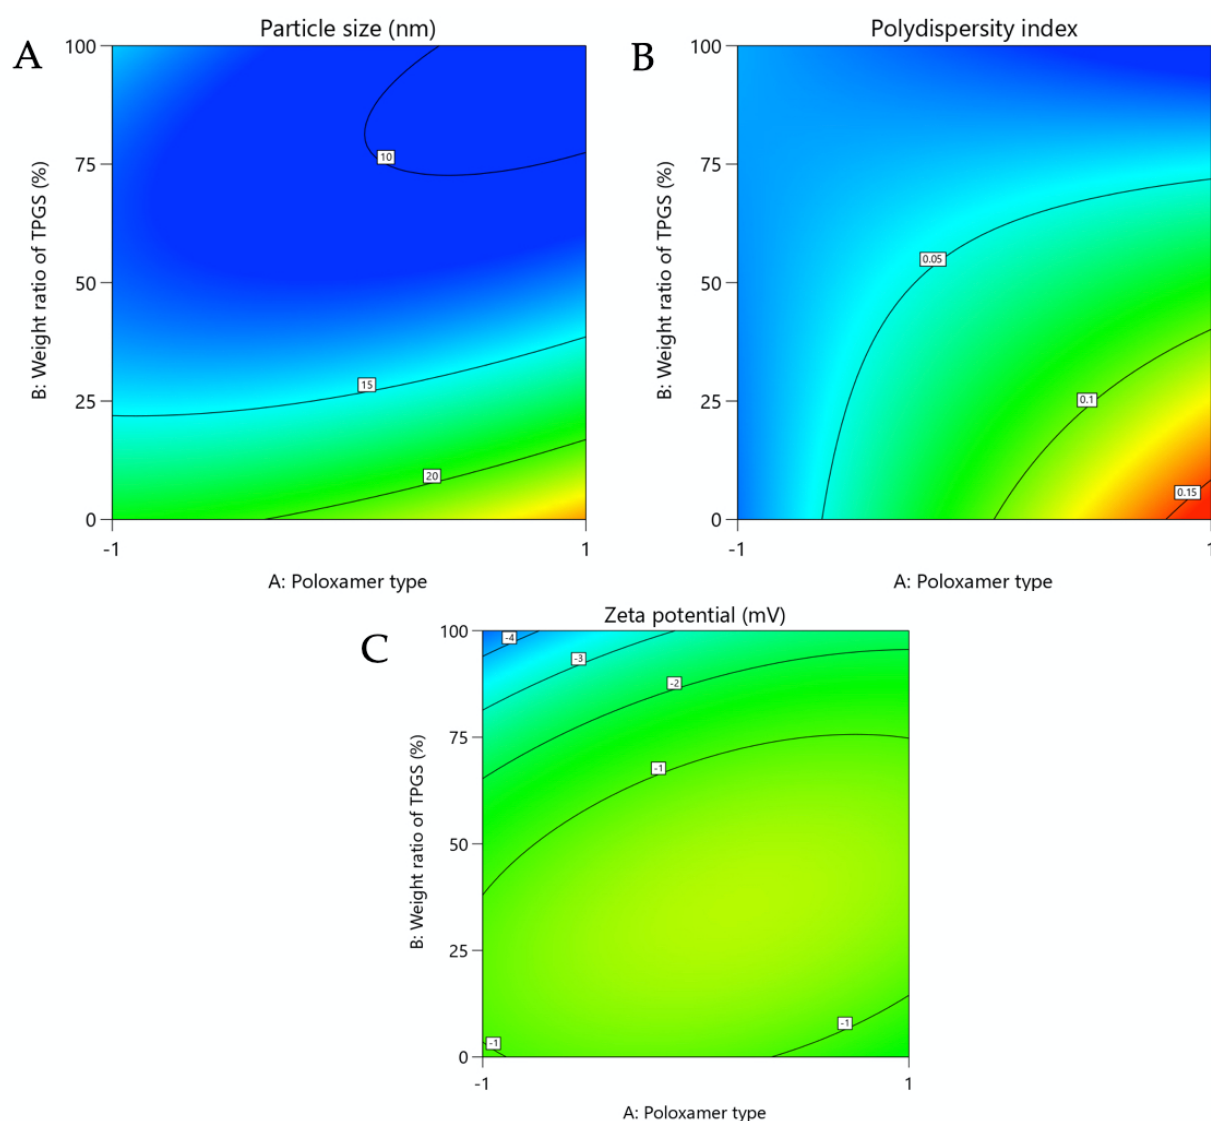 A
Particle size (nm)
100
75
50
25
0
B: Weight ratio of TPGS (%)
10
15
20
-1
1
A: Poloxamer type
B
Polydispersity index
100
75
50
25
0
B: Weight ratio of TPGS (%)
0.05
0.1
0.15
-1
1
A: Poloxamer type
C
Zeta potential (mV)
100
75
50
25
0
B: Weight ratio of TPGS (%)
-4
-3
-2
-1
-1
-1
-1
1
A: Poloxamer type